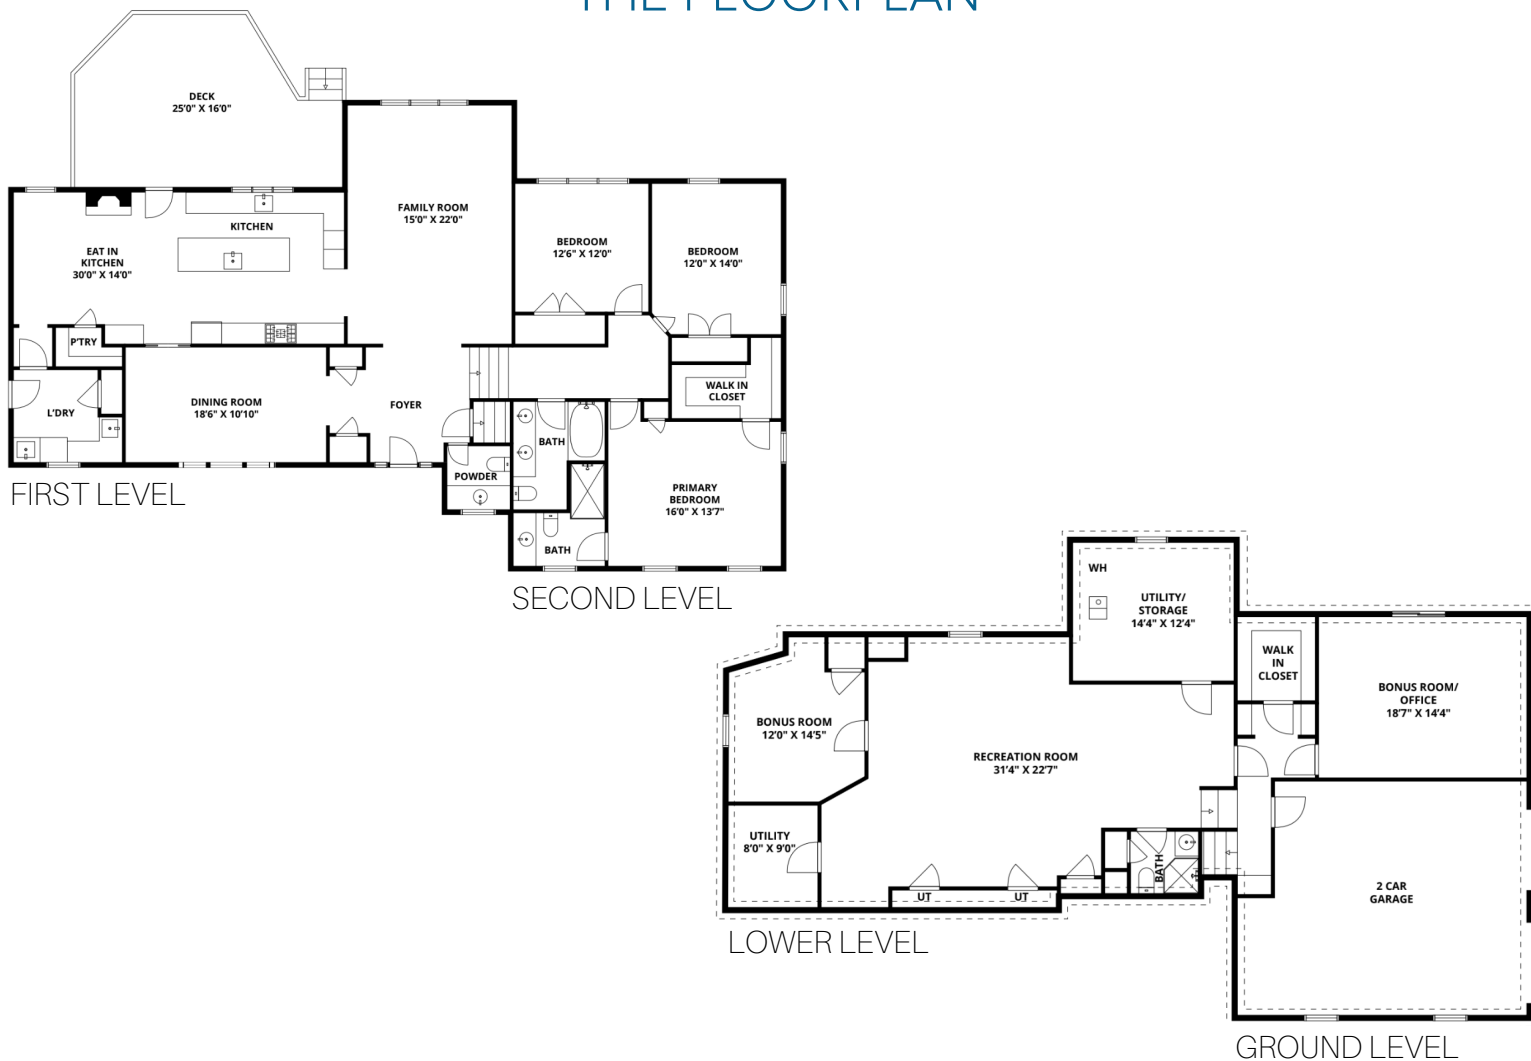 THE FLOORPLAN
DECK
25'0" X 16'0"
FAMILY ROOM
15'0" X 22'0"
KITCHEN
EAT IN
KITCHEN
30'0" X 14'0"
BEDROOM
12'6" X 12'0"
BEDROOM
12'0" X 14'0"
P'TRY
WALK IN
CLOSET
DINING ROOM
18'6" X 10'10"
FOYER
L'DRY
BATH
POWDER
PRIMARY
BEDROOM
16'0" X 13'7"
BATH
FIRST LEVEL
SECOND LEVEL
WH
UTILITY/
STORAGE
14'4" X 12'4"
WALK
IN
CLOSET
BONUS ROOM/
OFFICE
18'7" X 14'4"
BONUS ROOM
12'0" X 14'5"
RECREATION ROOM
31'4" X 22'7"
UTILITY
8'0" X 9'0"
BATH
UT
UT
2 CAR
GARAGE
LOWER LEVEL
GROUND LEVEL